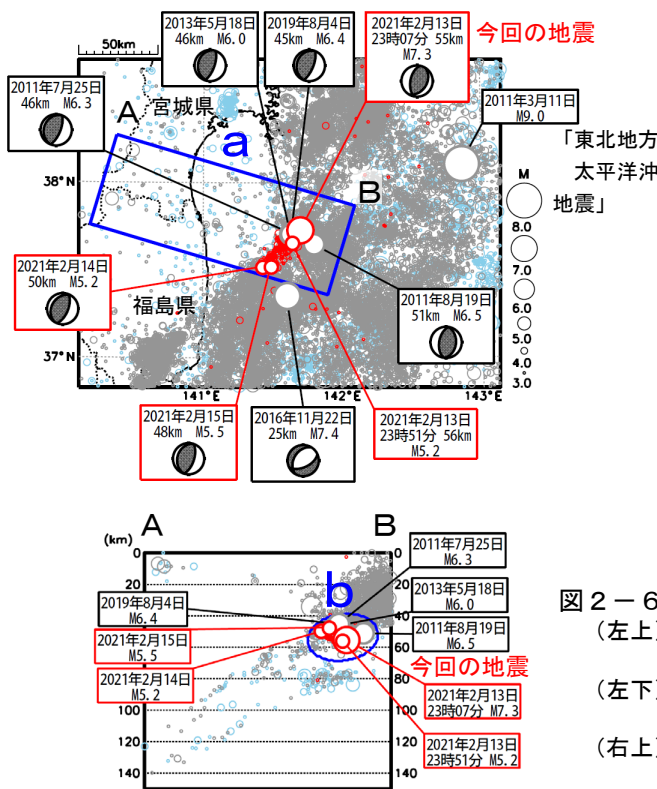 50km
2013年5月18日
46km M6.0
2019年8月4日
45km M6.4
2021年2月13日
23時07分 55km
M7.3
今回の地震
2011年7月25日
46km M6.3
A
宮城県
a
2011年3月11日
M9.0
「東北地方
太平洋沖
地震」
38°N
B
M
8.0
7.0
6.0
5.0
4.0
3.0
2021年2月14日
50km M5.2
福島県
2011年8月19日
51km M6.5
37°N
141°E
142°E
143°E
2021年2月15日
48km M5.5
2016年11月22日
25km M7.4
2021年2月13日
23時51分 56km
M5.2
A
B
(km)
0
20
40
60
80
100
120
140
0
20
40
60
80
100
120
140
b
2011年7月25日
M6.3
2013年5月18日
M6.0
2019年8月4日
M6.4
2011年8月19日
M6.5
2021年2月15日
M5.5
今回の地震
2021年2月14日
M5.2
2021年2月13日
23時07分 M7.3
2021年2月13日
23時51分 M5.2
図2-6
(左上)
(左下)
(右上)